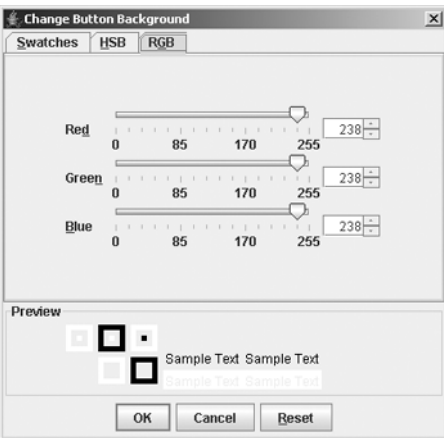 Change Button Background
Swatches HSB RGB
Red 238
0 85 170 255
Green 238
0 85 170 255
Blue 238
0 85 170 255
Preview
Sample Text Sample Text
Sample Text Sample Text
OK Cancel Reset